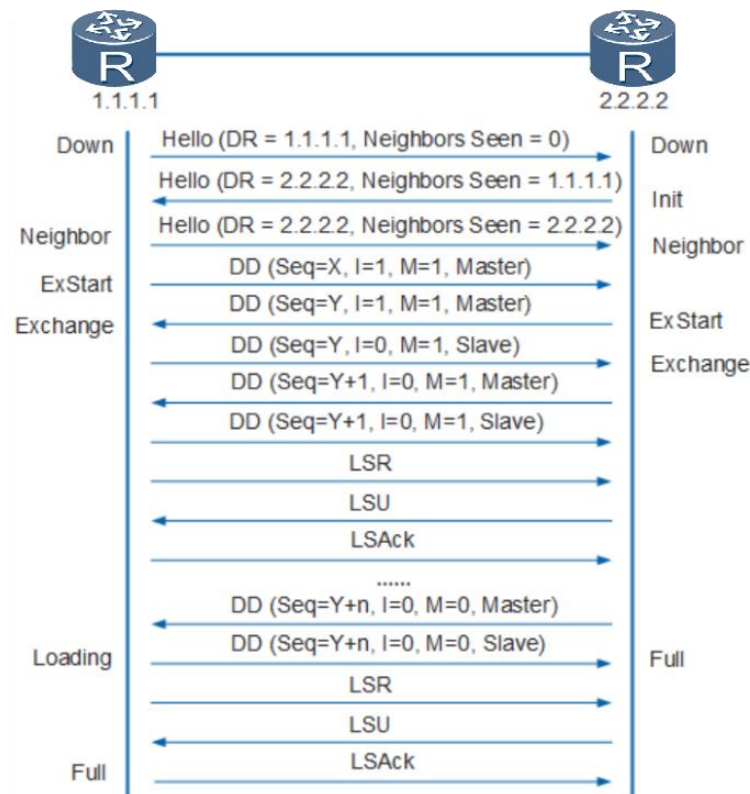 R R
1.1.1.1 2.2.2.2
Down Hello (DR = 1.1.1.1, Neighbors Seen = 0) Down
Hello (DR = 2.2.2.2, Neighbors Seen = 1.1.1.1)
Init
Neighbor Hello (DR = 2.2.2.2, Neighbors Seen = 2.2.2.2) Neighbor
ExStart DD (Seq=X, I=1, M=1, Master)
Exchange DD (Seq=Y, I=1, M=1, Master) ExStart
DD (Seq=Y, I=0, M=1, Slave) Exchange
DD (Seq=Y+1, I=0, M=1, Master)
DD (Seq=Y+1, I=0, M=1, Slave)
LSR
LSU
LSAck
......
DD (Seq=Y+n, I=0, M=0, Master)
Loading DD (Seq=Y+n, I=0, M=0, Slave) Full
LSR
LSU
Full LSAck